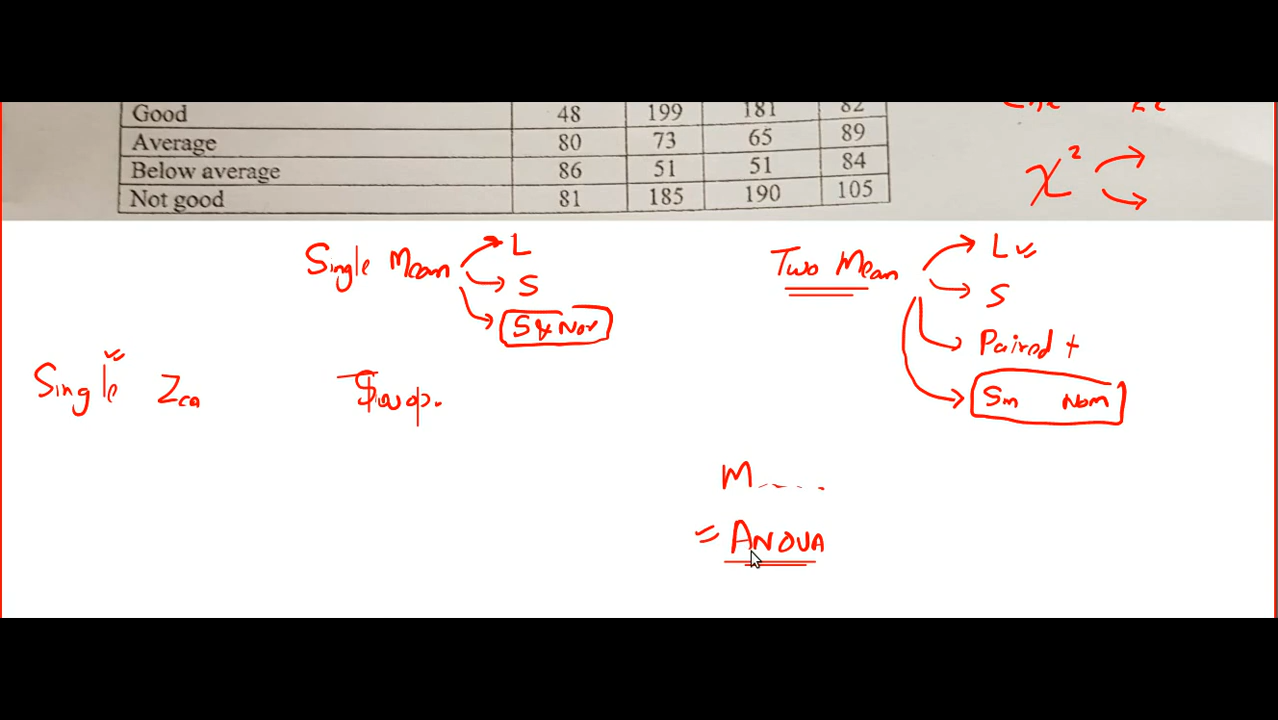 Good 48 199 181 82
Average 80 73 65 89
Below average 86 51 51 84
Not good 81 185 190 105
χ²
Single Mean L
S
S & Nor
Two Mean L
S
Paired t
Sm Nom
Single Zca
M
= ANOVA